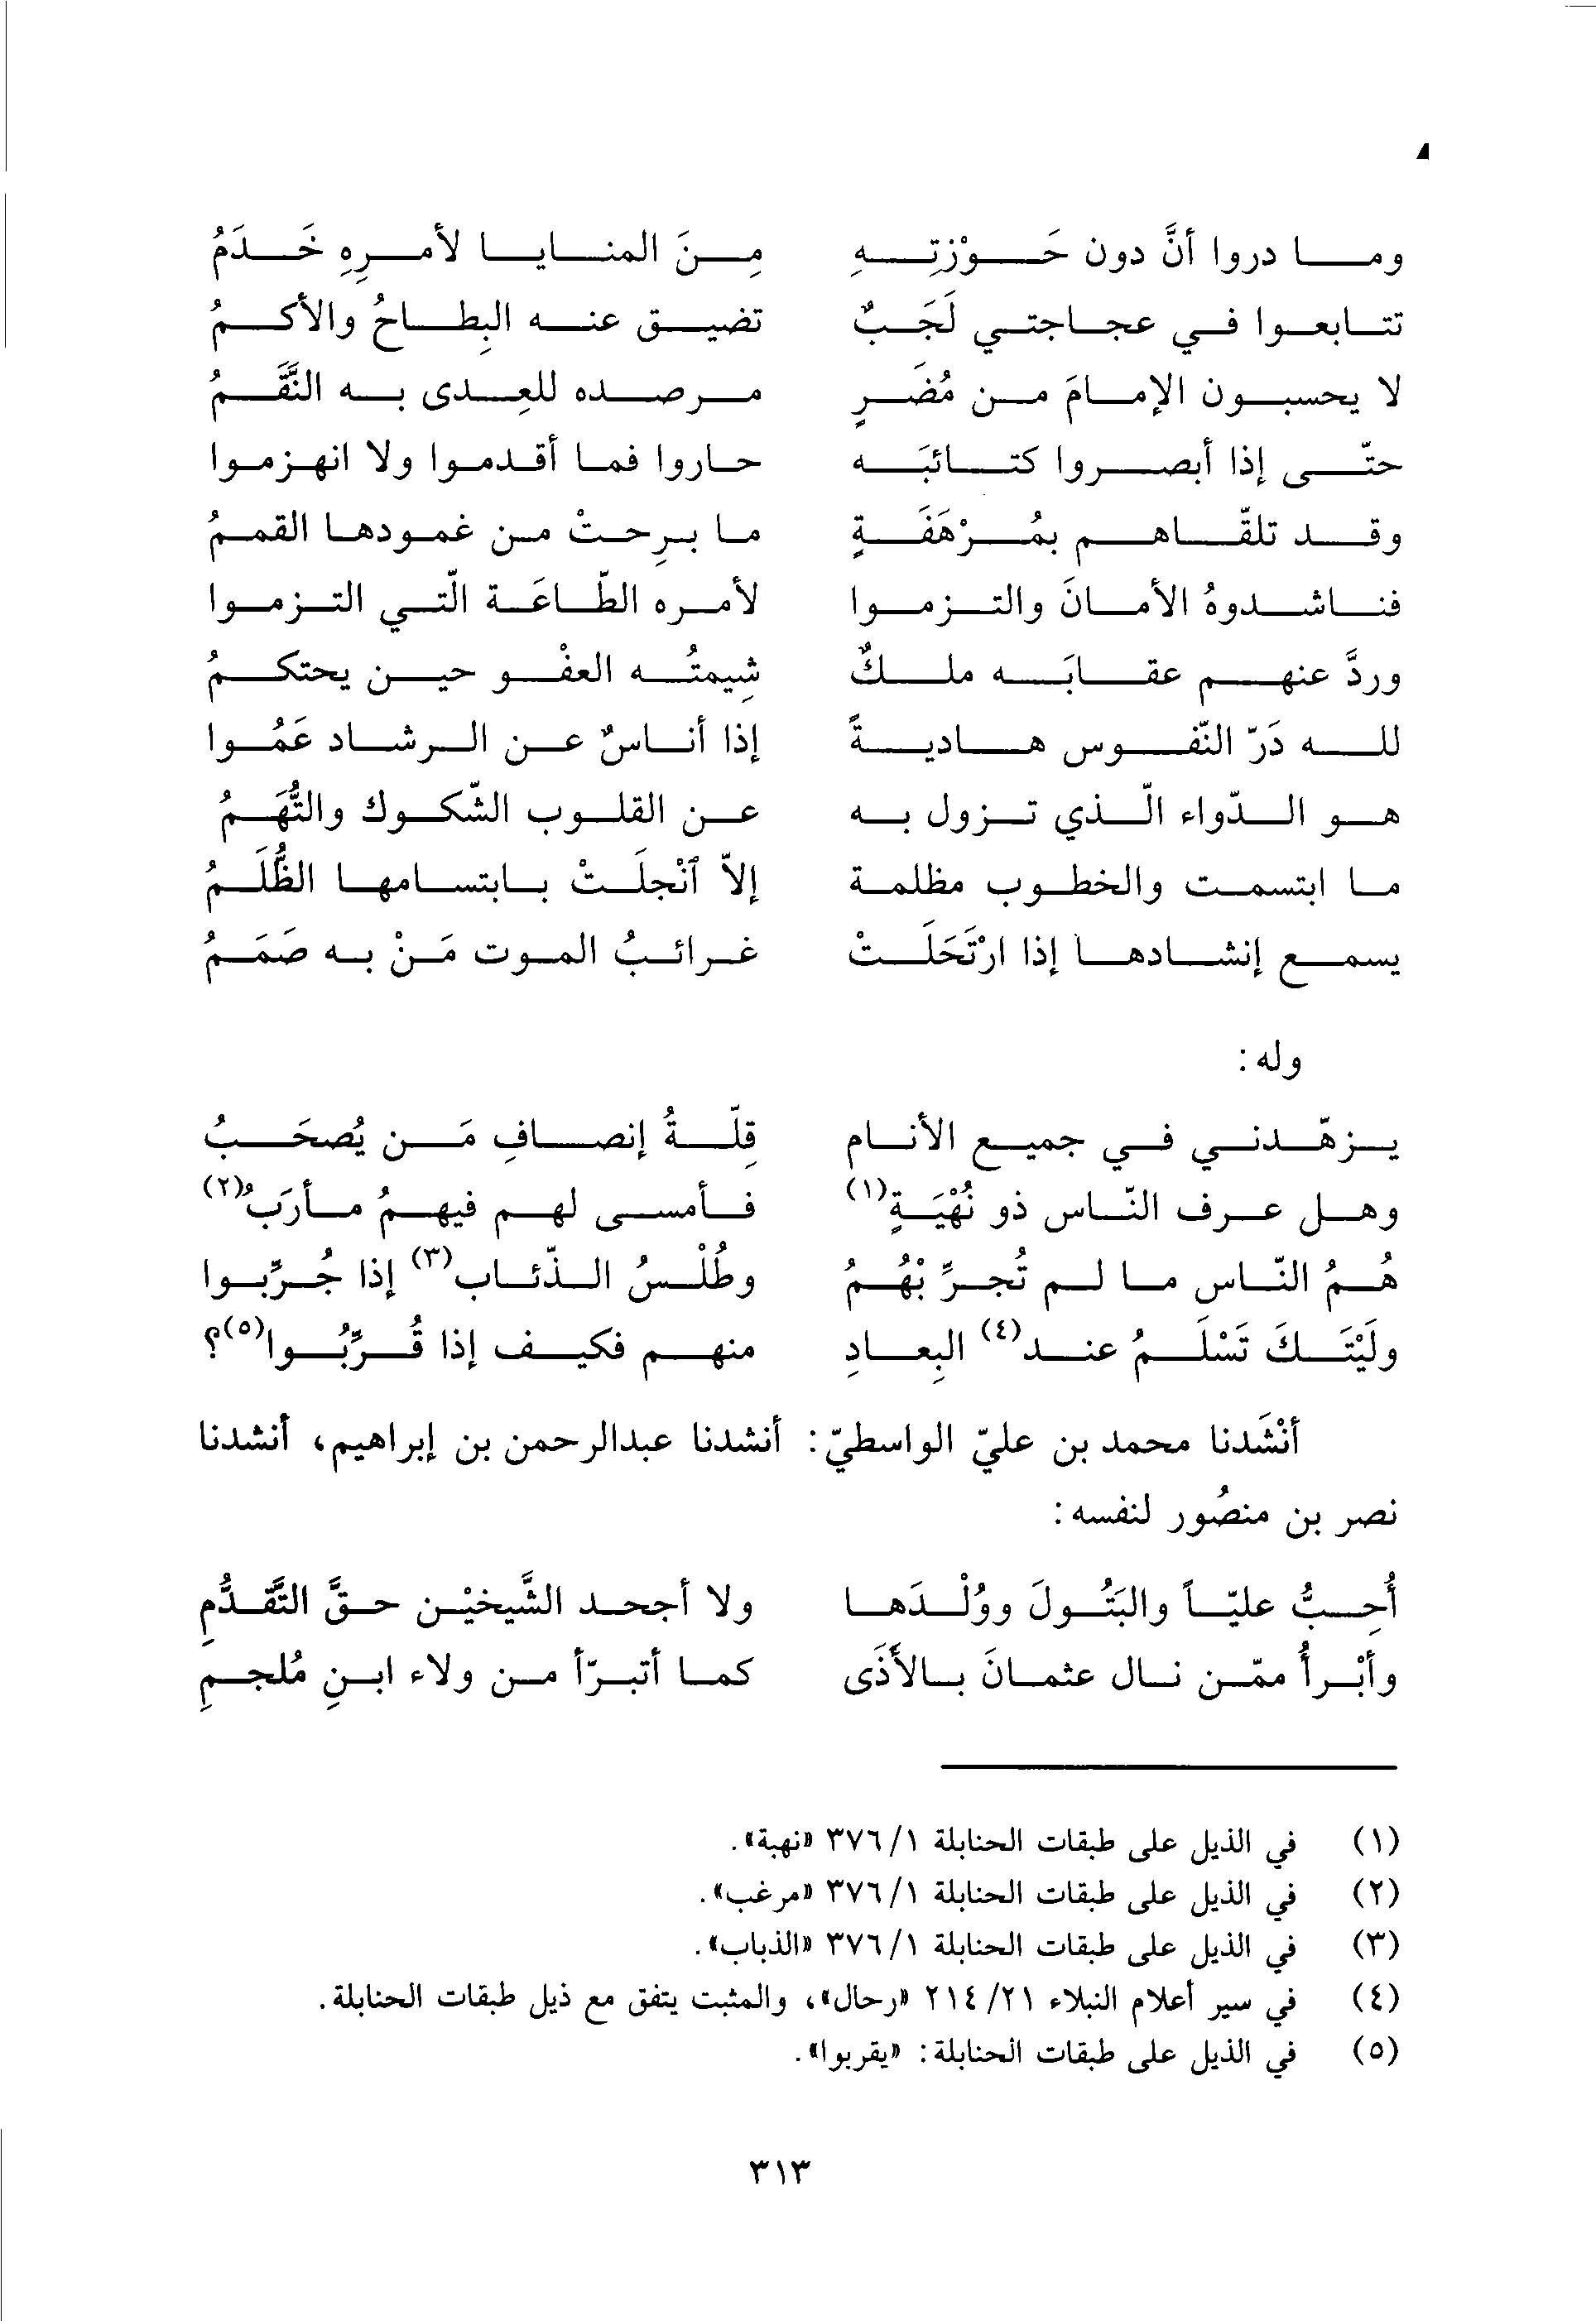 وما دروا أنَّ دون حَوْزتِهِ مِنَ المنايا لأمرِهِ خَدَمُ
تتابعوا في عجاجتي لَجَبٌ تضيق عنه البِطاحُ والأكمُ
لا يحسبون الإمامَ من مُضَرٍ مرصده للعِدى به النَّقَمُ
حتّى إذا أبصروا كتائبَه حاروا فما أقدموا ولا انهزموا
وقد تلقّاهم بمُرْهَفَةٍ ما برِحتْ من غمودها القممُ
فناشدوهُ الأمانَ والتزموا لأمره الطّاعَة الّتي التزموا
وردَّ عنهم عقابَه ملكٌ شِيمتُه العفْو حين يحتكمُ
لله دَرّ النّفوس هاديةً إذا أناسٌ عن الرشاد عَمُوا
هو الدّواء الّذي تزول به عن القلوب الشّكوك والتُّهَمُ
ما ابتسمت والخطوب مظلمة إلاّ ٱنْجلَتْ بابتسامها الظُّلَمُ
يسمع إنشادها إذا ارْتَحَلَتْ غرائبُ الموت مَنْ به صَمَمُ
وله :
يزهّدني في جميع الأنام قِلّةُ إنصافِ مَن يُصحَبُ
وهل عرف النّاس ذو نُهْيَةٍ(١) فأمسى لهم فيهمُ مأرَبُ(٢)
هُمُ النّاس ما لم تُجرِّبْهُمُ وطُلْسُ الذّئاب(٣) إذا جُرِّبوا
ولَيْتَكَ تَسْلَمُ عند(٤) البِعادِ منهم فكيف إذا قُرِّبُوا(٥)؟
أنْشَدنا محمد بن عليّ الواسطيّ: أنشدنا عبدالرحمن بن إبراهيم، أنشدنا
نصر بن منصُور لنفسه:
أُحِبُّ عليّاً والبَتُولَ ووُلْدَها ولا أجحد الشَّيخيْن حقَّ التَّقدُّمِ
وأبْرأُ ممّن نال عثمانَ بالأَذَى كما أتبرّأ من ولاء ابنِ مُلجمِ
(١) في الذيل على طبقات الحنابلة ١/ ٣٧٦ «نهبة».
(٢) في الذيل على طبقات الحنابلة ١/ ٣٧٦ «مرغب».
(٣) في الذيل على طبقات الحنابلة ١/ ٣٧٦ «الذباب».
(٤) في سير أعلام النبلاء ٢١/ ٢١٤ «رحال»، والمثبت يتفق مع ذيل طبقات الحنابلة.
(٥) في الذيل على طبقات الحنابلة: «يقربوا».
٣١٣